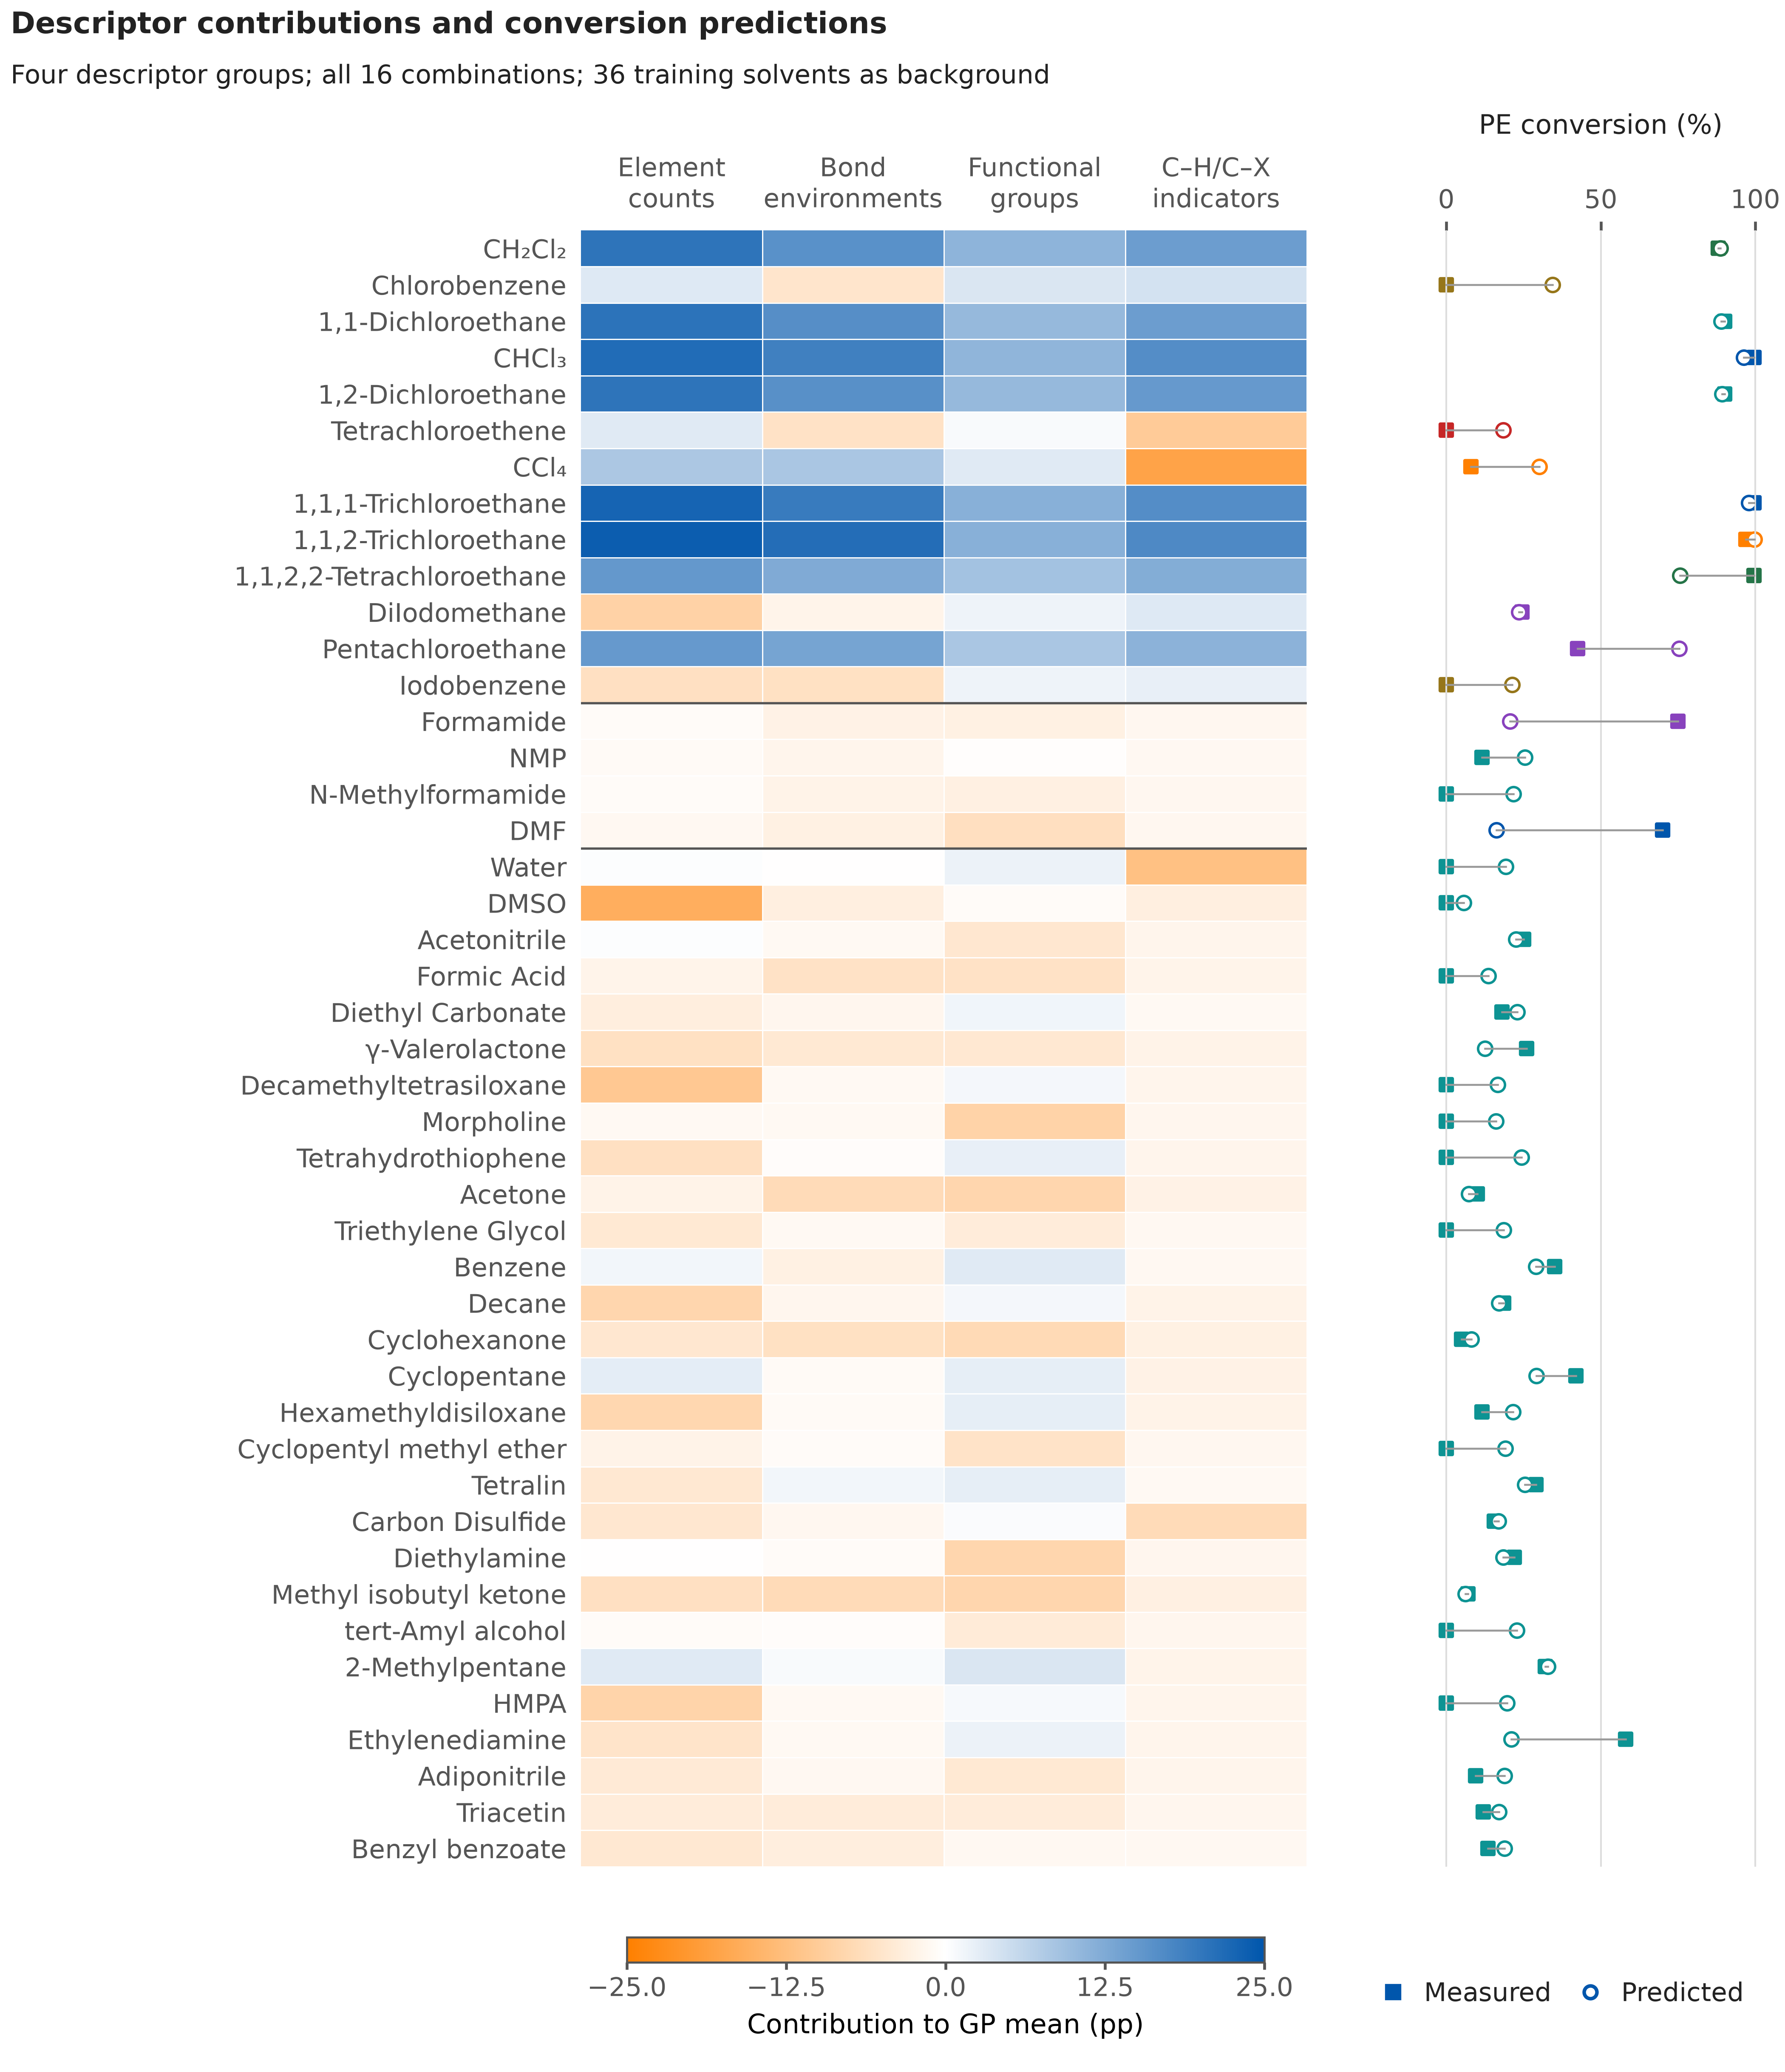 Descriptor contributions and conversion predictions
Four descriptor groups; all 16 combinations; 36 training solvents as background
PE conversion (%)
Element counts
Bond environments
Functional groups
C–H/C–X indicators
0 50 100
CH₂Cl₂
Chlorobenzene
1,1-Dichloroethane
CHCl₃
1,2-Dichloroethane
Tetrachloroethene
CCl₄
1,1,1-Trichloroethane
1,1,2-Trichloroethane
1,1,2,2-Tetrachloroethane
DiIodomethane
Pentachloroethane
Iodobenzene
Formamide
NMP
N-Methylformamide
DMF
Water
DMSO
Acetonitrile
Formic Acid
Diethyl Carbonate
γ-Valerolactone
Decamethyltetrasiloxane
Morpholine
Tetrahydrothiophene
Acetone
Triethylene Glycol
Benzene
Decane
Cyclohexanone
Cyclopentane
Hexamethyldisiloxane
Cyclopentyl methyl ether
Tetralin
Carbon Disulfide
Diethylamine
Methyl isobutyl ketone
tert-Amyl alcohol
2-Methylpentane
HMPA
Ethylenediamine
Adiponitrile
Triacetin
Benzyl benzoate
−25.0 −12.5 0.0 12.5 25.0
Contribution to GP mean (pp)
Measured Predicted